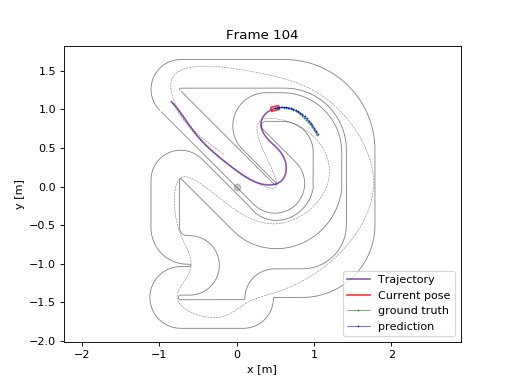 Frame 104
1.5
1.0
0.5
0.0
−0.5
−1.0
−1.5
−2.0
y [m]
−2
−1
0
1
2
x [m]
Trajectory
Current pose
ground truth
prediction